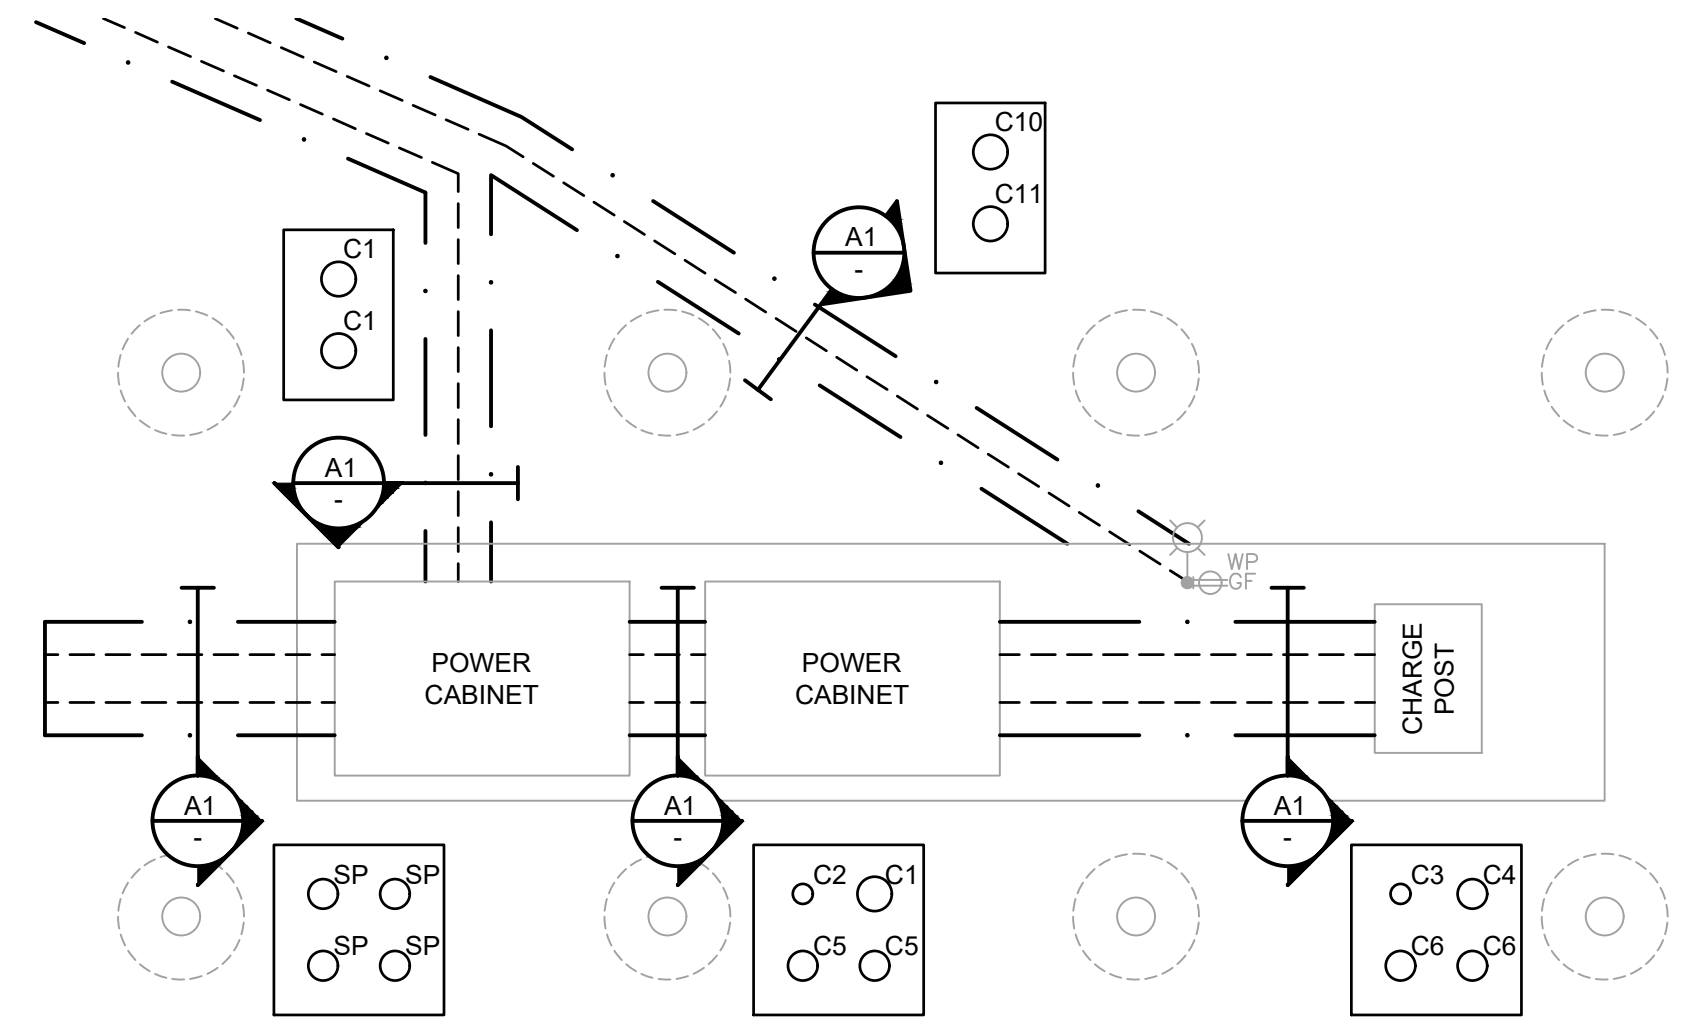 C10
C11
A1
-
C1
C1
A1
-
WP
GF
POWER
CABINET
POWER
CABINET
CHARGE
POST
A1
-
A1
-
A1
-
SP SP
SP SP
C2 C1
C5 C5
C3 C4
C6 C6